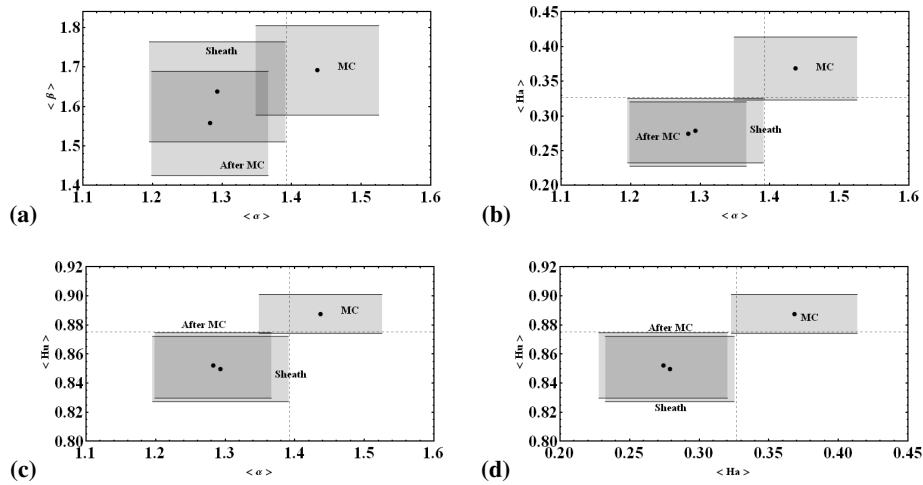 1.8
1.7
1.6
1.5
1.4
< β >
Sheath
MC
After MC
1.1 1.2 1.3 1.4 1.5 1.6
< α >
(a)
0.45
0.40
0.35
0.30
0.25
0.20
< Ha >
MC
After MC
Sheath
1.1 1.2 1.3 1.4 1.5 1.6
< α >
(b)
0.92
0.90
0.88
0.86
0.84
0.82
0.80
< Hu >
MC
After MC
Sheath
1.1 1.2 1.3 1.4 1.5 1.6
< α >
(c)
0.92
0.90
0.88
0.86
0.84
0.82
0.80
< Hu >
MC
After MC
Sheath
0.20 0.25 0.30 0.35 0.40 0.45
< Ha >
(d)